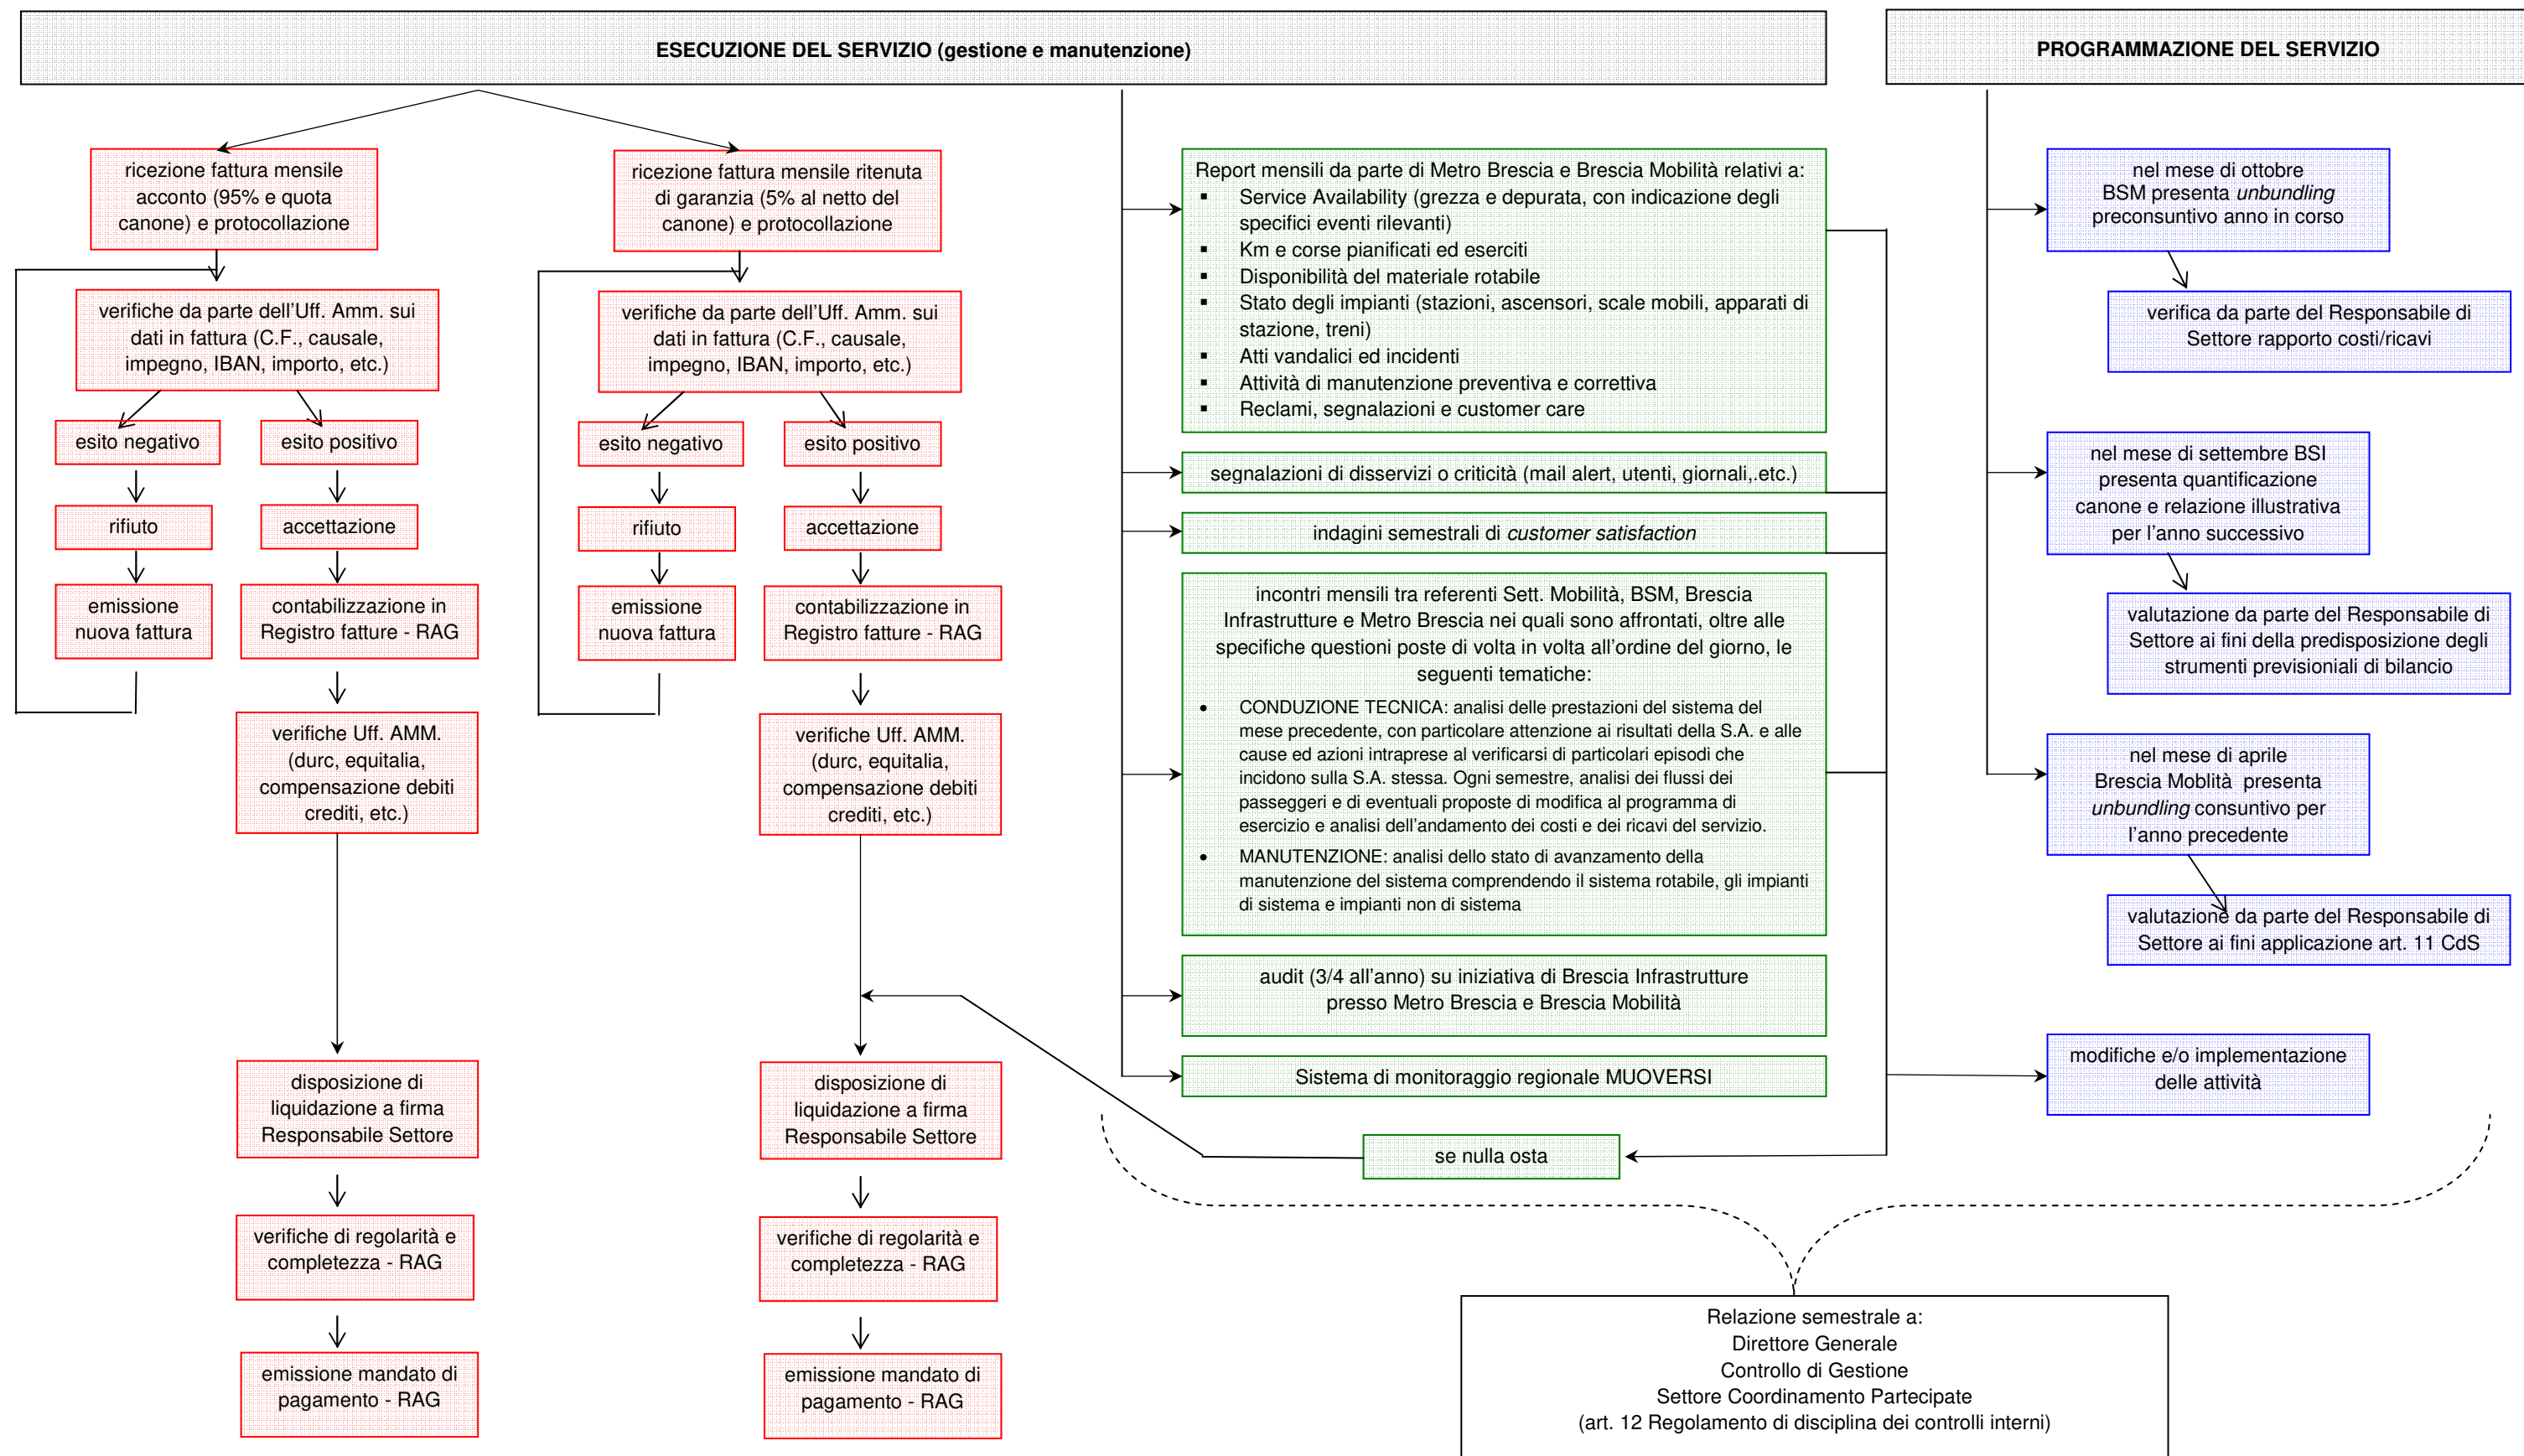 ESECUZIONE DEL SERVIZIO (gestione e manutenzione)
PROGRAMMAZIONE DEL SERVIZIO
ricezione fattura mensile
acconto (95% e quota
canone) e protocollazione
verifiche da parte dell'Uff. Amm. sui
dati in fattura (C.F., causale,
impegno, IBAN, importo, etc.)
esito negativo
esito positivo
rifiuto
accettazione
emissione
nuova fattura
contabilizzazione in
Registro fatture - RAG
verifiche Uff. AMM.
(durc, equitalia,
compensazione debiti
crediti, etc.)
disposizione di
liquidazione a firma
Responsabile Settore
verifiche di regolarità e
completezza - RAG
emissione mandato di
pagamento - RAG
ricezione fattura mensile ritenuta
di garanzia (5% al netto del
canone) e protocollazione
verifiche da parte dell'Uff. Amm. sui
dati in fattura (C.F., causale,
impegno, IBAN, importo, etc.)
esito negativo
esito positivo
rifiuto
accettazione
emissione
nuova fattura
contabilizzazione in
Registro fatture - RAG
verifiche Uff. AMM.
(durc, equitalia,
compensazione debiti
crediti, etc.)
disposizione di
liquidazione a firma
Responsabile Settore
verifiche di regolarità e
completezza - RAG
emissione mandato di
pagamento - RAG
Report mensili da parte di Metro Brescia e Brescia Mobilità relativi a:
▪ Service Availability (grezza e depurata, con indicazione degli
specifici eventi rilevanti)
▪ Km e corse pianificati ed eserciti
▪ Disponibilità del materiale rotabile
▪ Stato degli impianti (stazioni, ascensori, scale mobili, apparati di
stazione, treni)
▪ Atti vandalici ed incidenti
▪ Attività di manutenzione preventiva e correttiva
▪ Reclami, segnalazioni e customer care
segnalazioni di disservizi o criticità (mail alert, utenti, giornali,.etc.)
indagini semestrali di customer satisfaction
incontri mensili tra referenti Sett. Mobilità, BSM, Brescia
Infrastrutture e Metro Brescia nei quali sono affrontati, oltre alle
specifiche questioni poste di volta in volta all'ordine del giorno, le
seguenti tematiche:
• CONDUZIONE TECNICA: analisi delle prestazioni del sistema del
mese precedente, con particolare attenzione ai risultati della S.A. e alle
cause ed azioni intraprese al verificarsi di particolari episodi che
incidono sulla S.A. stessa. Ogni semestre, analisi dei flussi dei
passeggeri e di eventuali proposte di modifica al programma di
esercizio e analisi dell'andamento dei costi e dei ricavi del servizio.
• MANUTENZIONE: analisi dello stato di avanzamento della
manutenzione del sistema comprendendo il sistema rotabile, gli impianti
di sistema e impianti non di sistema
audit (3/4 all'anno) su iniziativa di Brescia Infrastrutture
presso Metro Brescia e Brescia Mobilità
Sistema di monitoraggio regionale MUOVERSI
se nulla osta
nel mese di ottobre
BSM presenta unbundling
preconsuntivo anno in corso
verifica da parte del Responsabile di
Settore rapporto costi/ricavi
nel mese di settembre BSI
presenta quantificazione
canone e relazione illustrativa
per l'anno successivo
valutazione da parte del Responsabile di
Settore ai fini della predisposizione degli
strumenti previsioniali di bilancio
nel mese di aprile
Brescia Moblità presenta
unbundling consuntivo per
l'anno precedente
valutazione da parte del Responsabile di
Settore ai fini applicazione art. 11 CdS
modifiche e/o implementazione
delle attività
Relazione semestrale a:
Direttore Generale
Controllo di Gestione
Settore Coordinamento Partecipate
(art. 12 Regolamento di disciplina dei controlli interni)